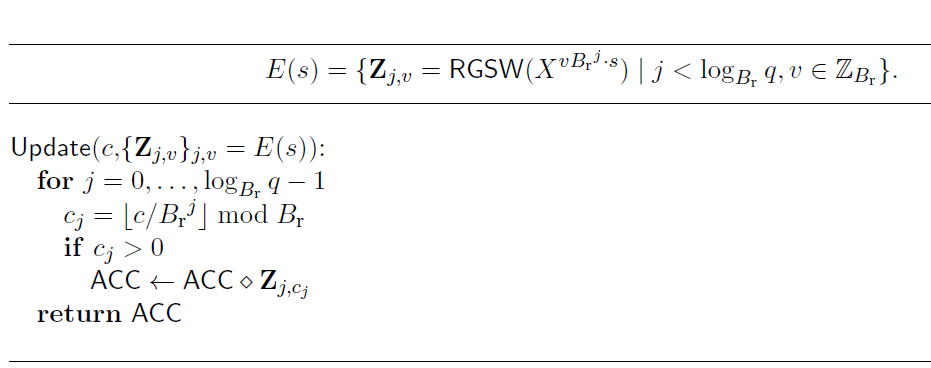 E(s) = {𝐙_{j,v} = RGSW(X^{vB_r^j·s}) | j < log_{B_r} q, v ∈ ℤ_{B_r}}.
Update(c,{𝐙_{j,v}}_{j,v} = E(s)):
for j = 0, . . . , log_{B_r} q − 1
c_j = ⌊c/B_r^j⌋ mod B_r
if c_j > 0
ACC ← ACC ⋄ 𝐙_{j,c_j}
return ACC